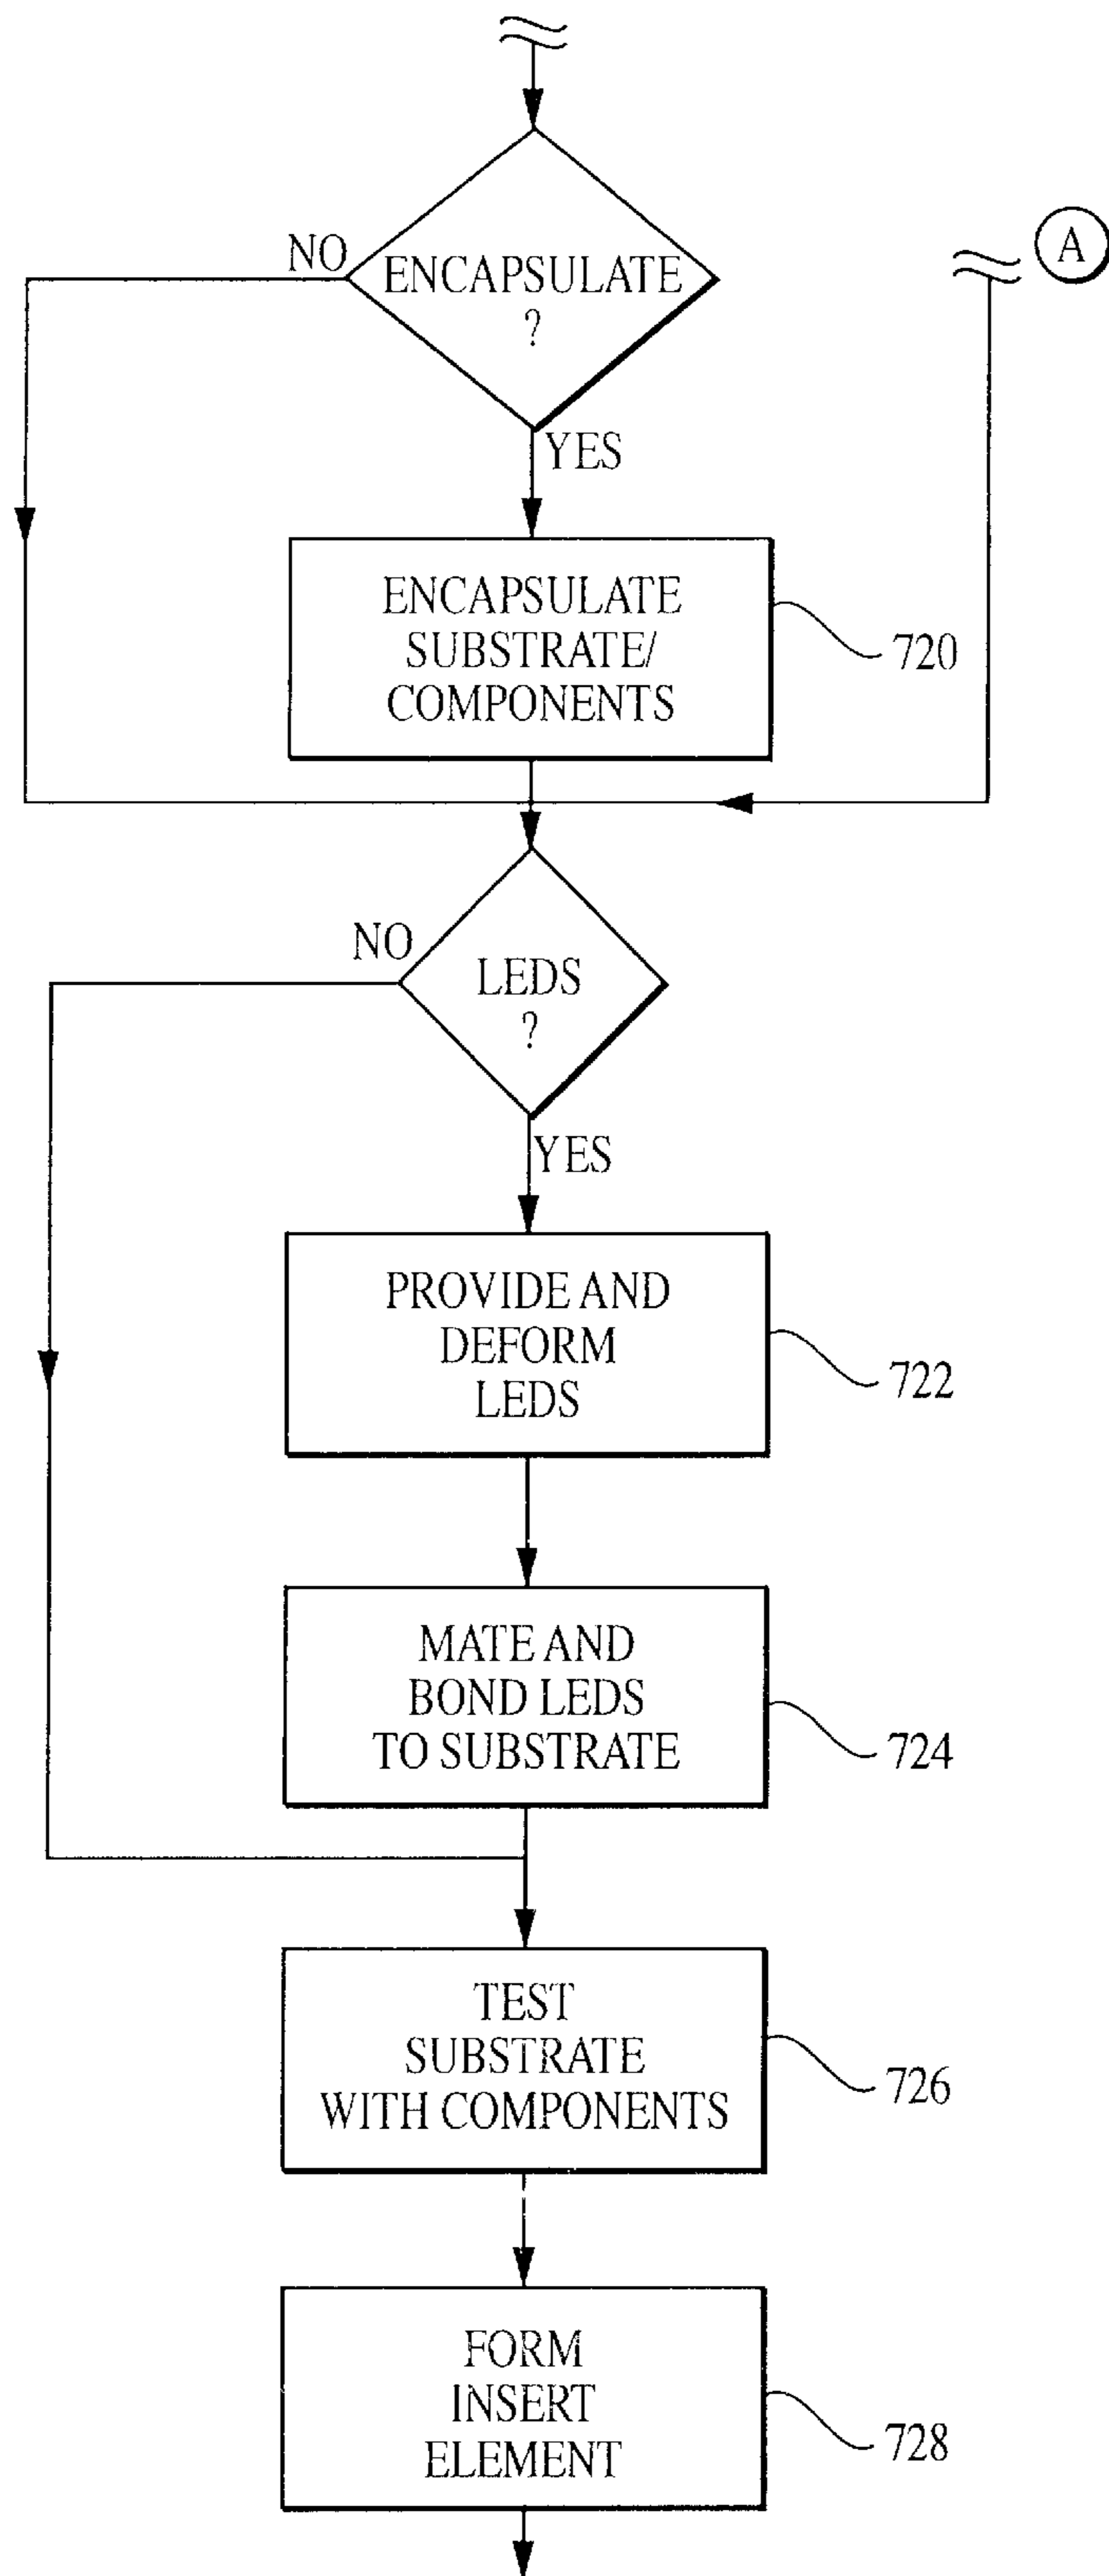 A
NO
ENCAPSULATE
?
YES
ENCAPSULATE
SUBSTRATE/
COMPONENTS
720
NO
LEDS
?
YES
PROVIDE AND
DEFORM
LEDS
722
MATE AND
BOND LEDS
TO SUBSTRATE
724
TEST
SUBSTRATE
WITH COMPONENTS
726
FORM
INSERT
ELEMENT
728